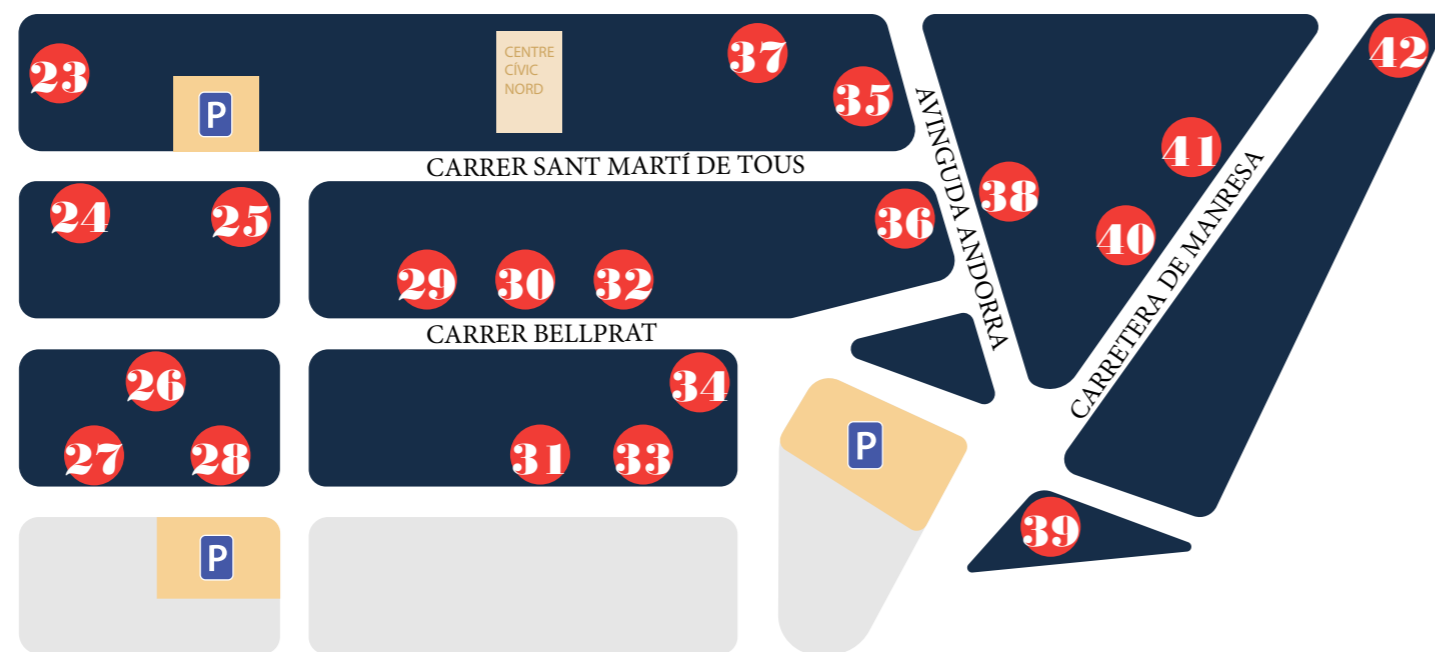 23
P
CENTRE
CÍVIC
NORD
37
35
42
CARRER SANT MARTÍ DE TOUS
AVINGUDA ANDORRA
38
41
40
CARRETERA DE MANRESA
24
25
36
29
30
32
CARRER BELLPRAT
26
27
28
34
31
33
P
39
P